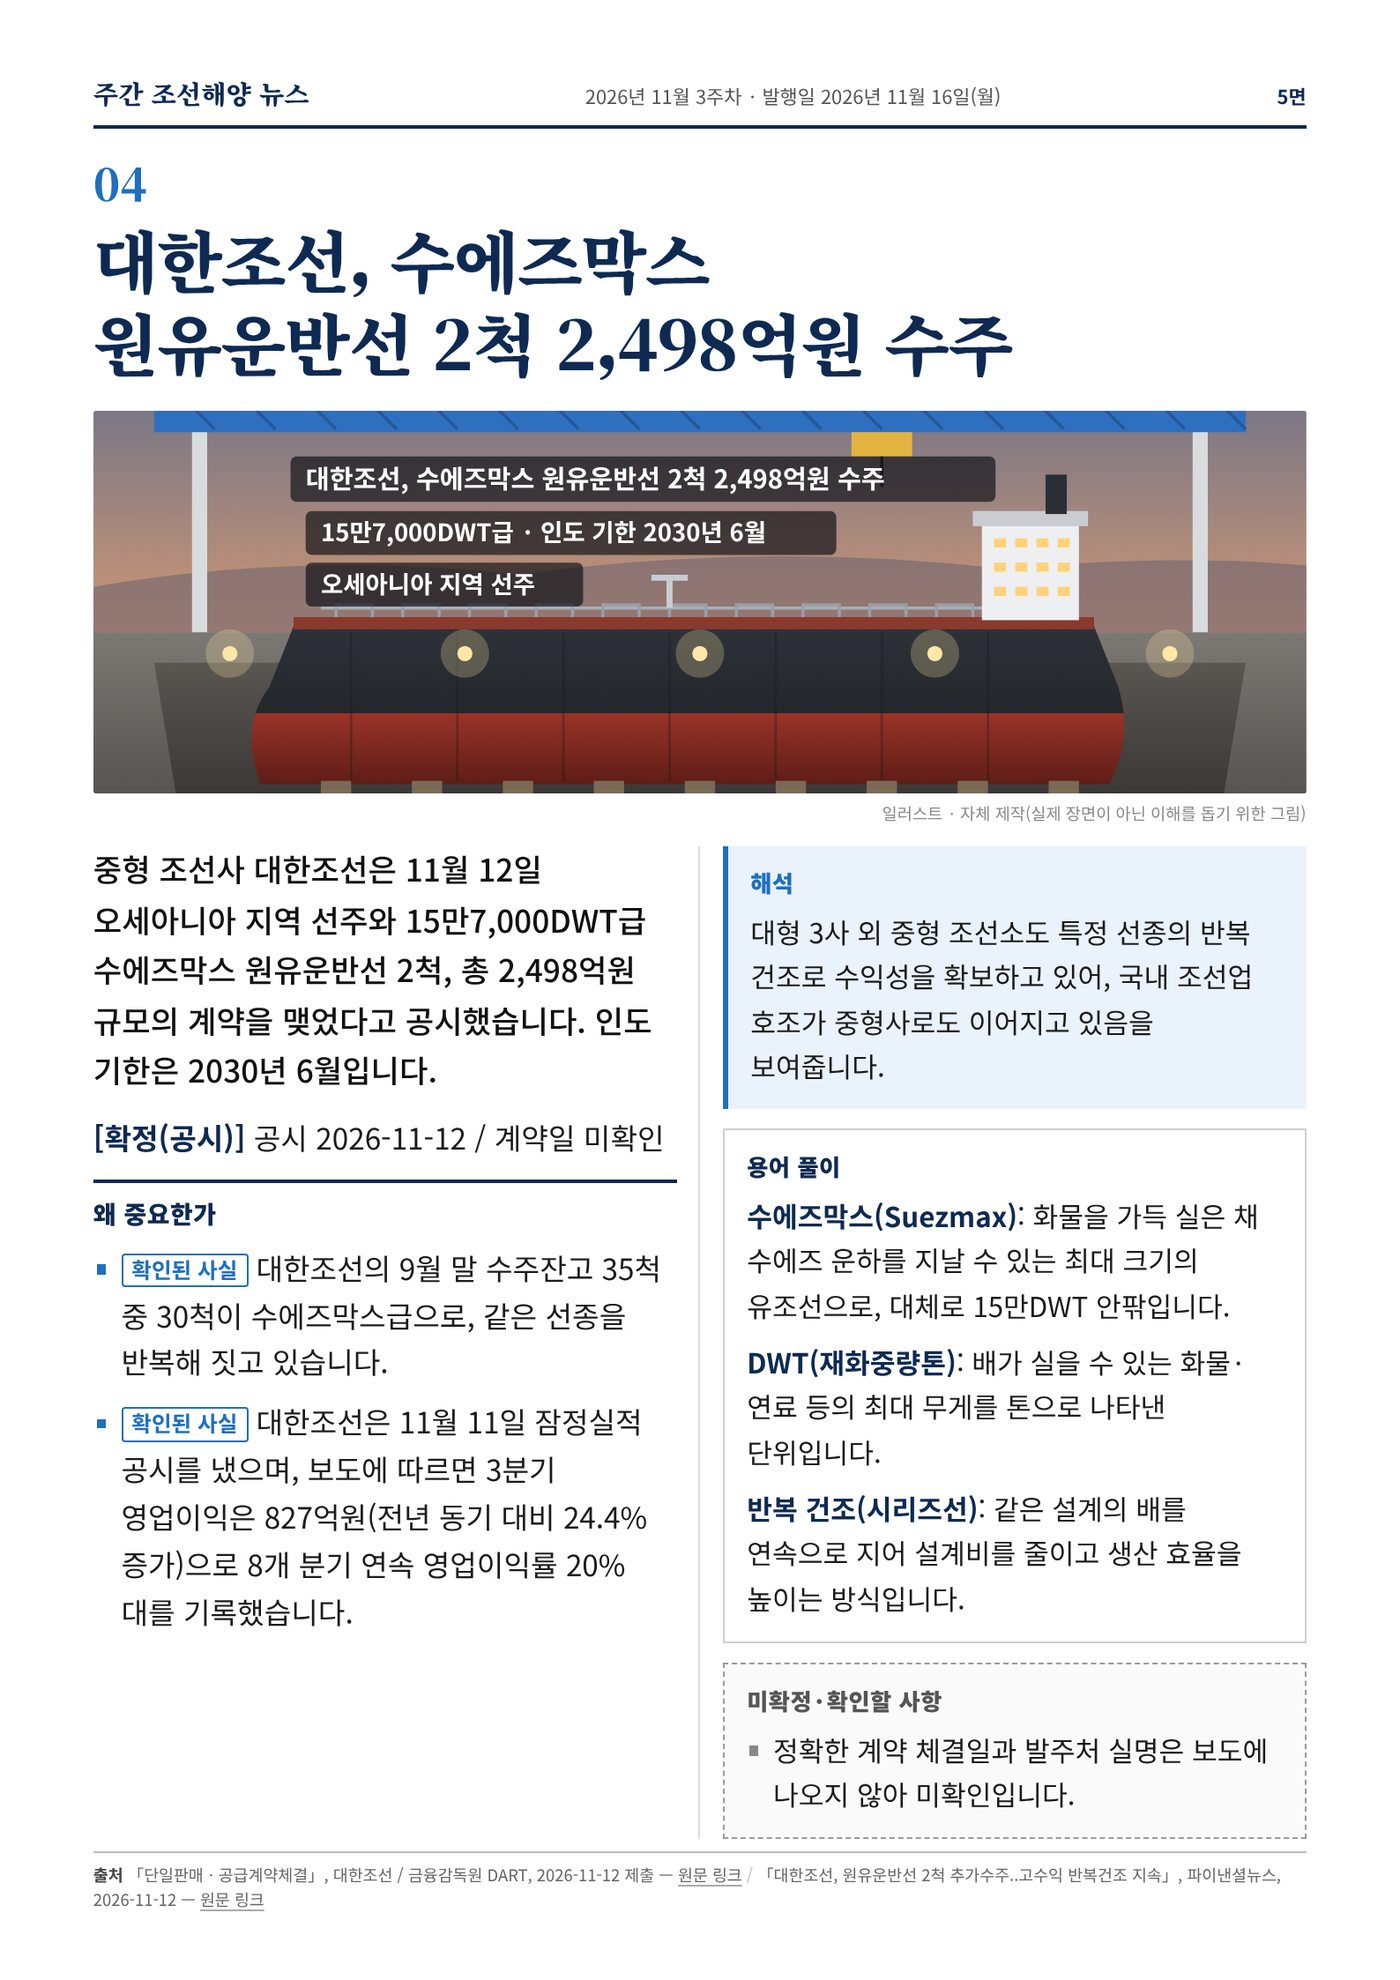 주간 조선해양 뉴스
2026년 11월 3주차 · 발행일 2026년 11월 16일(월)
5면
04
대한조선, 수에즈막스
원유운반선 2척 2,498억원 수주
대한조선, 수에즈막스 원유운반선 2척 2,498억원 수주
15만7,000DWT급 · 인도 기한 2030년 6월
오세아니아 지역 선주
일러스트 · 자체 제작(실제 장면이 아닌 이해를 돕기 위한 그림)
중형 조선사 대한조선은 11월 12일
오세아니아 지역 선주와 15만7,000DWT급
수에즈막스 원유운반선 2척, 총 2,498억원
규모의 계약을 맺었다고 공시했습니다. 인도
기한은 2030년 6월입니다.
[확정(공시)] 공시 2026-11-12 / 계약일 미확인
왜 중요한가
▪ 확인된 사실 대한조선의 9월 말 수주잔고 35척
중 30척이 수에즈막스급으로, 같은 선종을
반복해 짓고 있습니다.
▪ 확인된 사실 대한조선은 11월 11일 잠정실적
공시를 냈으며, 보도에 따르면 3분기
영업이익은 827억원(전년 동기 대비 24.4%
증가)으로 8개 분기 연속 영업이익률 20%
대를 기록했습니다.
해석
대형 3사 외 중형 조선소도 특정 선종의 반복
건조로 수익성을 확보하고 있어, 국내 조선업
호조가 중형사로도 이어지고 있음을
보여줍니다.
용어 풀이
수에즈막스(Suezmax): 화물을 가득 실은 채
수에즈 운하를 지날 수 있는 최대 크기의
유조선으로, 대체로 15만DWT 안팎입니다.
DWT(재화중량톤): 배가 실을 수 있는 화물·
연료 등의 최대 무게를 톤으로 나타낸
단위입니다.
반복 건조(시리즈선): 같은 설계의 배를
연속으로 지어 설계비를 줄이고 생산 효율을
높이는 방식입니다.
미확정·확인할 사항
▪ 정확한 계약 체결일과 발주처 실명은 보도에
나오지 않아 미확인입니다.
출처 「단일판매 · 공급계약체결」, 대한조선 / 금융감독원 DART, 2026-11-12 제출 — 원문 링크 / 「대한조선, 원유운반선 2척 추가수주..고수익 반복건조 지속」, 파이낸셜뉴스,
2026-11-12 — 원문 링크